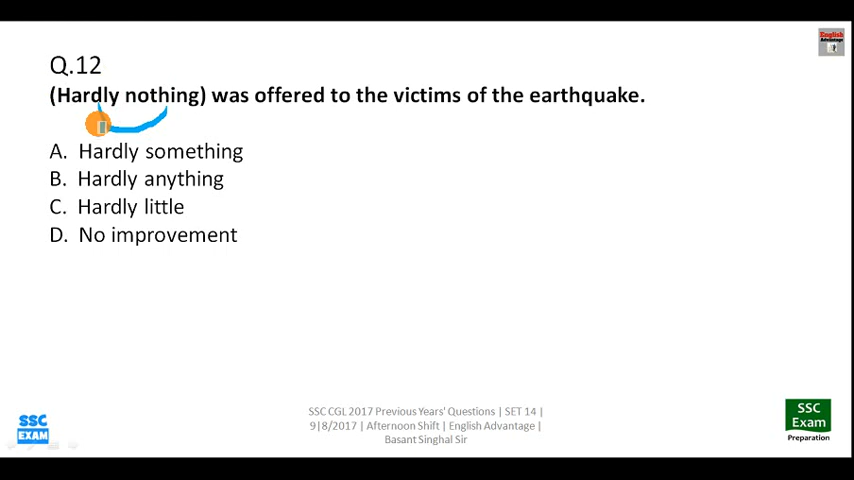 English
Advantage
Q.12
(Hardly nothing) was offered to the victims of the earthquake.
A. Hardly something
B. Hardly anything
C. Hardly little
D. No improvement
SSC CGL 2017 Previous Years' Questions | SET 14 |
9|8/2017 | Afternoon Shift | English Advantage |
Basant Singhal Sir
SSC
EXAM
SSC
Exam
Preparation